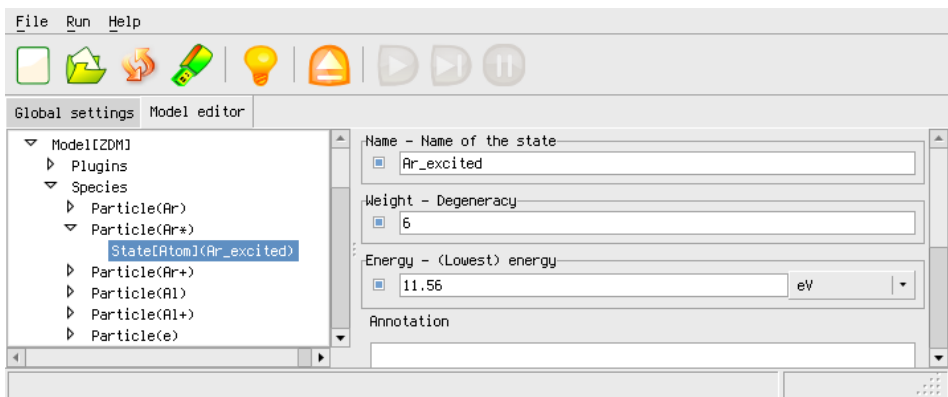 File Run Help
Global settings Model editor
Model[ZDM]
Plugins
Species
Particle(Ar)
Particle(Ar*)
State[Atom](Ar_excited)
Particle(Ar+)
Particle(Al)
Particle(Al+)
Particle(e)
Name - Name of the state
Ar_excited
Weight - Degeneracy
6
Energy - (Lowest) energy
11.56 eV
Annotation